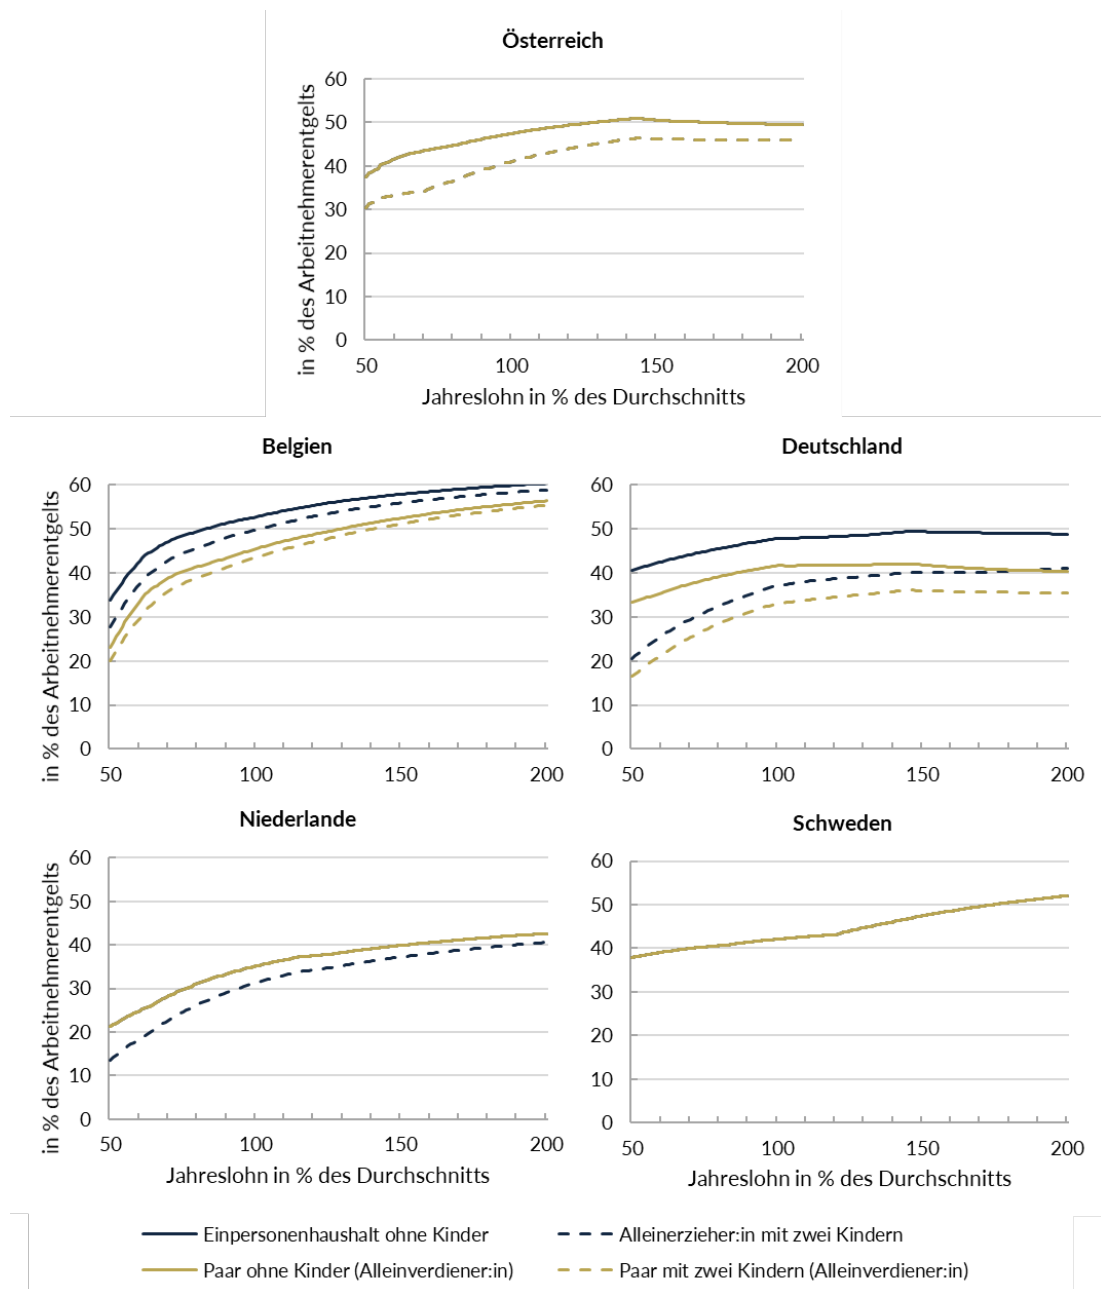 Österreich
in % des Arbeitnehmerentgelts
60
50
40
30
20
10
0
50 100 150 200
Jahreslohn in % des Durchschnitts
Belgien
in % des Arbeitnehmerentgelts
60
50
40
30
20
10
0
50 100 150 200
Deutschland
60
50
40
30
20
10
0
50 100 150 200
Niederlande
in % des Arbeitnehmerentgelts
60
50
40
30
20
10
0
50 100 150 200
Jahreslohn in % des Durchschnitts
Schweden
60
50
40
30
20
10
0
50 100 150 200
Jahreslohn in % des Durchschnitts
Einpersonenhaushalt ohne Kinder
Alleinerzieher:in mit zwei Kindern
Paar ohne Kinder (Alleinverdiener:in)
Paar mit zwei Kindern (Alleinverdiener:in)